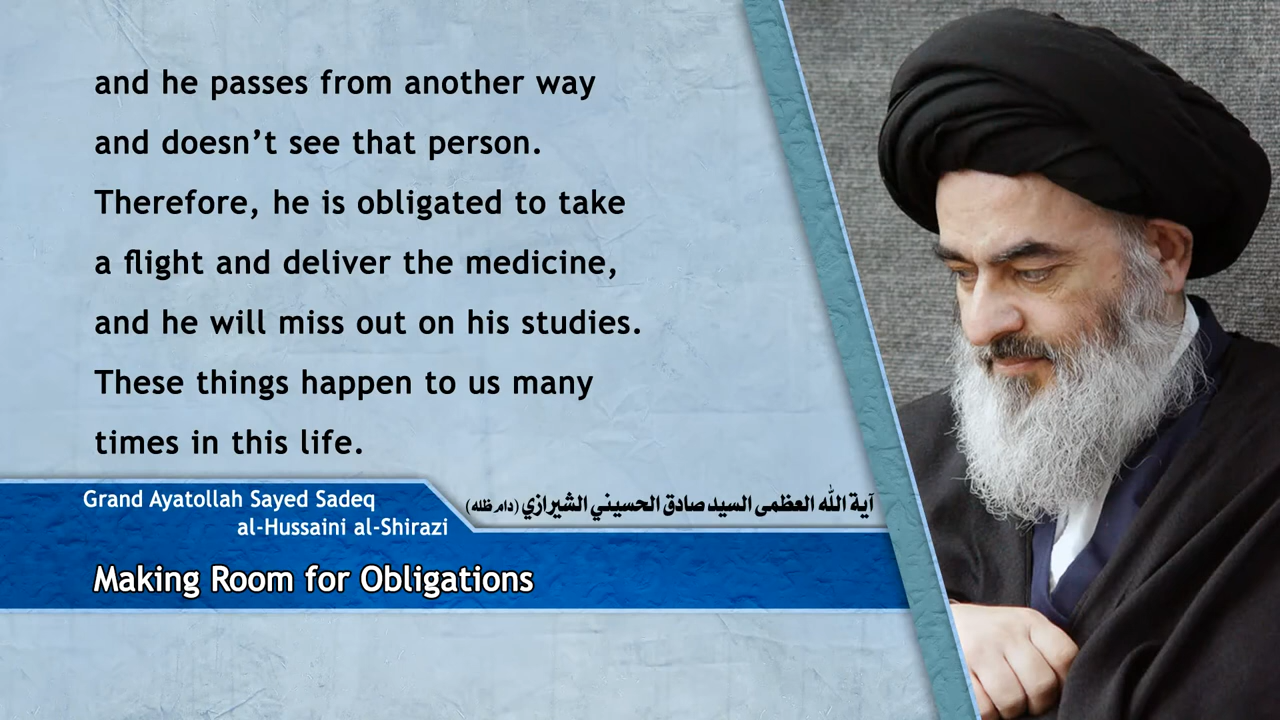 and he passes from another way
and doesn’t see that person.
Therefore, he is obligated to take
a flight and deliver the medicine,
and he will miss out on his studies.
These things happen to us many
times in this life.
Grand Ayatollah Sayed Sadeq
al-Hussaini al-Shirazi
آية الله العظمى السيد صادق الحسيني الشيرازي (دام ظله)
Making Room for Obligations